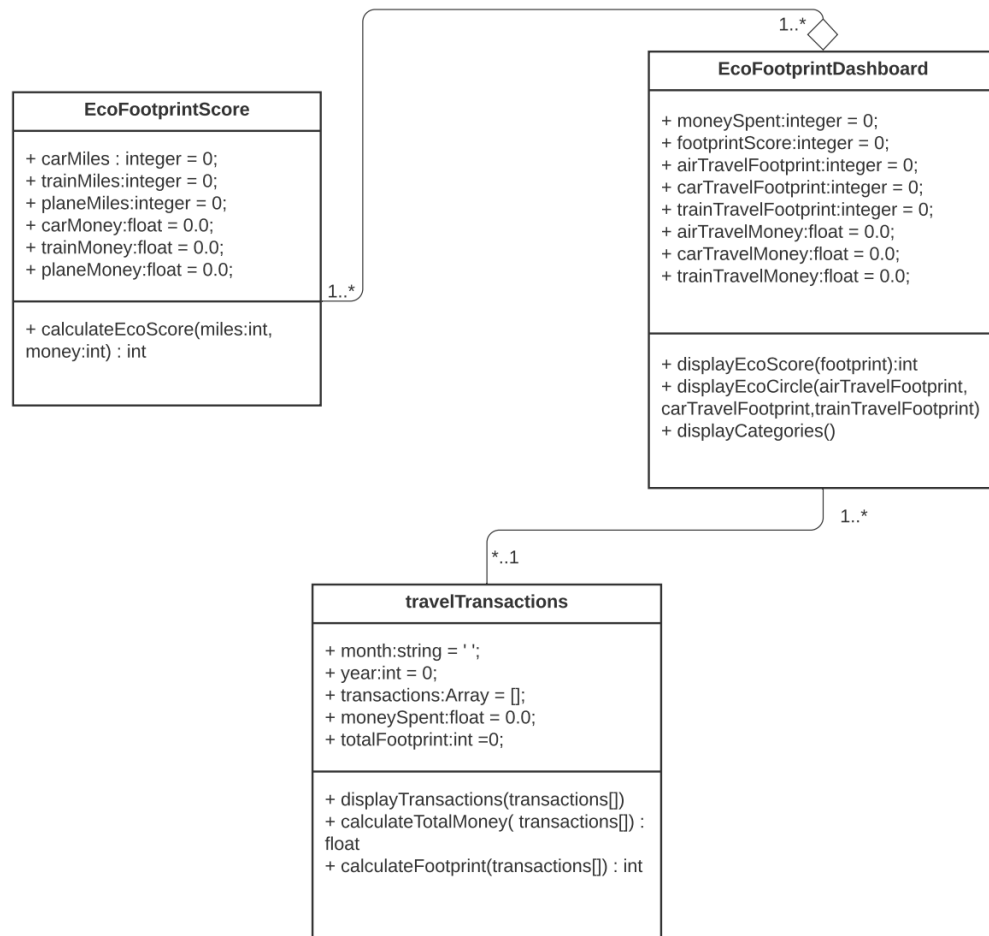 EcoFootprintScore
+ carMiles : integer = 0;
+ trainMiles:integer = 0;
+ planeMiles:integer = 0;
+ carMoney:float = 0.0;
+ trainMoney:float = 0.0;
+ planeMoney:float = 0.0;
+ calculateEcoScore(miles:int,
money:int) : int
1..*
1..*
EcoFootprintDashboard
+ moneySpent:integer = 0;
+ footprintScore:integer = 0;
+ airTravelFootprint:integer = 0;
+ carTravelFootprint:integer = 0;
+ trainTravelFootprint:integer = 0;
+ airTravelMoney:float = 0.0;
+ carTravelMoney:float = 0.0;
+ trainTravelMoney:float = 0.0;
+ displayEcoScore(footprint):int
+ displayEcoCircle(airTravelFootprint,
carTravelFootprint,trainTravelFootprint)
+ displayCategories()
1..*
*..1
travelTransactions
+ month:string = ' ';
+ year:int = 0;
+ transactions:Array = [];
+ moneySpent:float = 0.0;
+ totalFootprint:int =0;
+ displayTransactions(transactions[])
+ calculateTotalMoney( transactions[]) :
float
+ calculateFootprint(transactions[]) : int